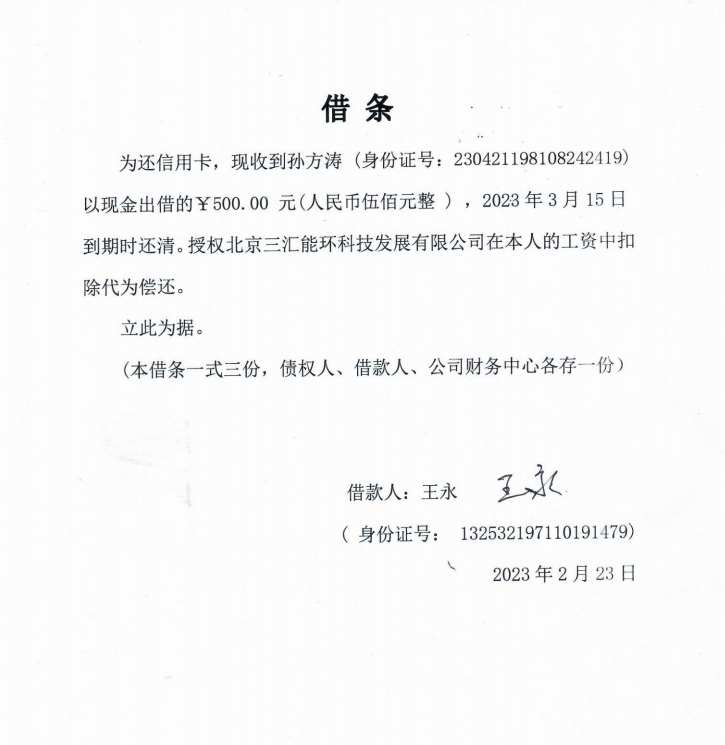 借 条
为还信用卡，现收到孙方涛（身份证号：230421198108242419）
以现金出借的￥500.00 元(人民币伍佰元整 ），2023 年 3 月 15 日
到期时还清。授权北京三汇能环科技发展有限公司在本人的工资中扣
除代为偿还。
立此为据。
(本借条一式三份，债权人、借款人、公司财务中心各存一份）
借款人：王永 王永
( 身份证号： 132532197110191479)
2023 年 2 月 23 日